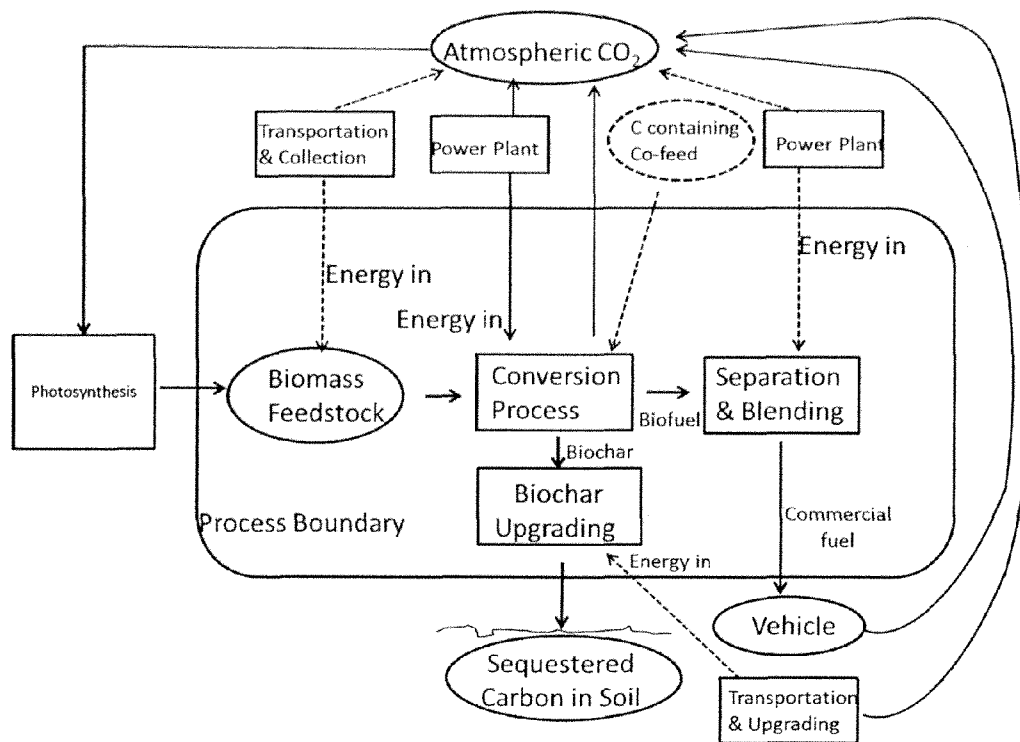 Atmospheric CO₂
Transportation
& Collection
Power Plant
C containing
Co-feed
Power Plant
Energy in
Energy in
Energy in
Photosynthesis
Biomass
Feedstock
Conversion
Process
Biofuel
Separation
& Blending
Biochar
Biochar
Upgrading
Process Boundary
Commercial
fuel
Energy in
Vehicle
Sequestered
Carbon in Soil
Transportation
& Upgrading